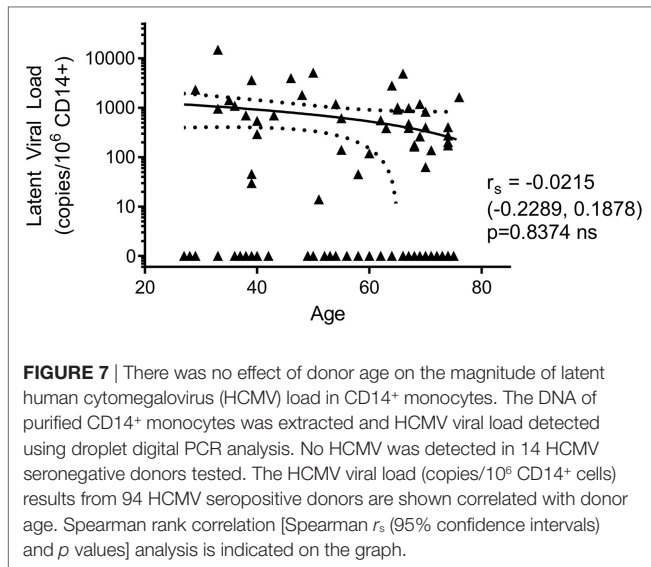 Latent Viral Load
(copies/10⁶ CD14+)
10000
1000
100
10
0
20
40
60
80
Age
rₛ = -0.0215
(-0.2289, 0.1878)
p=0.8374 ns
FIGURE 7 | There was no effect of donor age on the magnitude of latent
human cytomegalovirus (HCMV) load in CD14⁺ monocytes. The DNA of
purified CD14⁺ monocytes was extracted and HCMV viral load detected
using droplet digital PCR analysis. No HCMV was detected in 14 HCMV
seronegative donors tested. The HCMV viral load (copies/10⁶ CD14⁺ cells)
results from 94 HCMV seropositive donors are shown correlated with donor
age. Spearman rank correlation [Spearman rₛ (95% confidence intervals)
and p values] analysis is indicated on the graph.